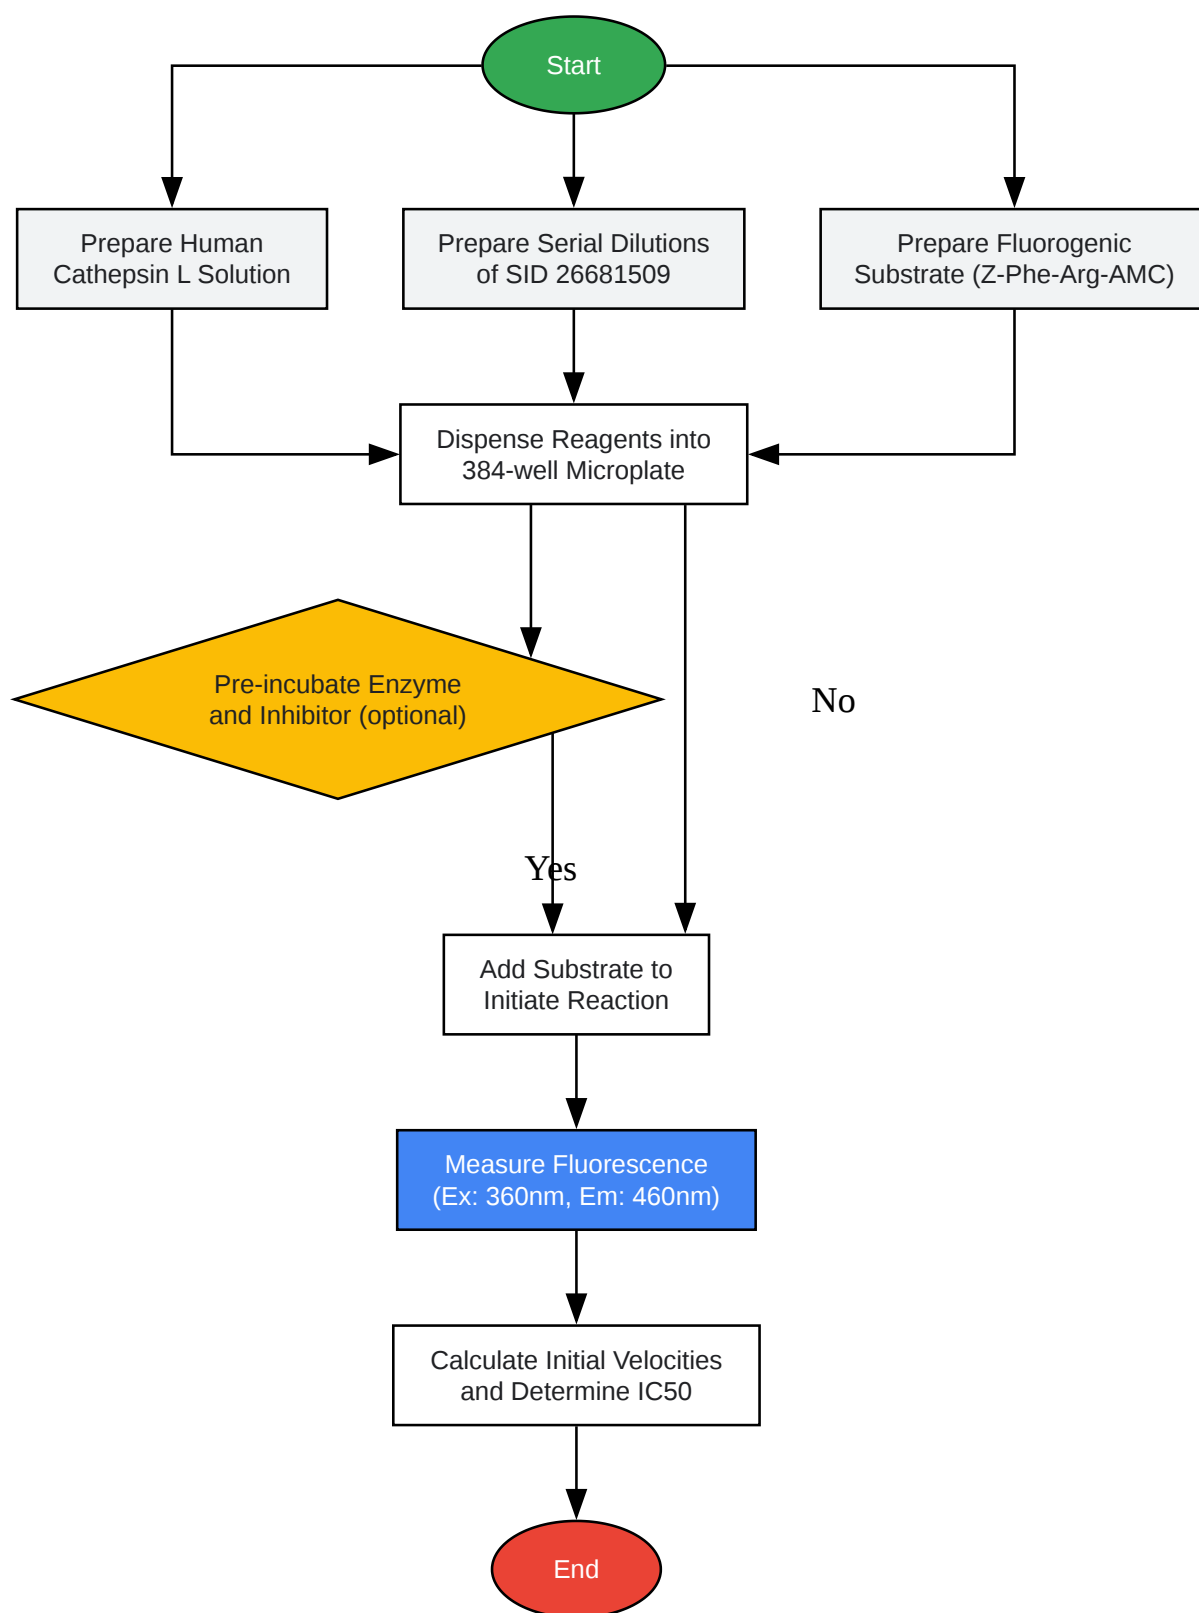 Start
Prepare Human
Cathepsin L Solution
Prepare Serial Dilutions
of SID 26681509
Prepare Fluorogenic
Substrate (Z-Phe-Arg-AMC)
Dispense Reagents into
384-well Microplate
Pre-incubate Enzyme
and Inhibitor (optional)
No
Yes
Add Substrate to
Initiate Reaction
Measure Fluorescence
(Ex: 360nm, Em: 460nm)
Calculate Initial Velocities
and Determine IC50
End